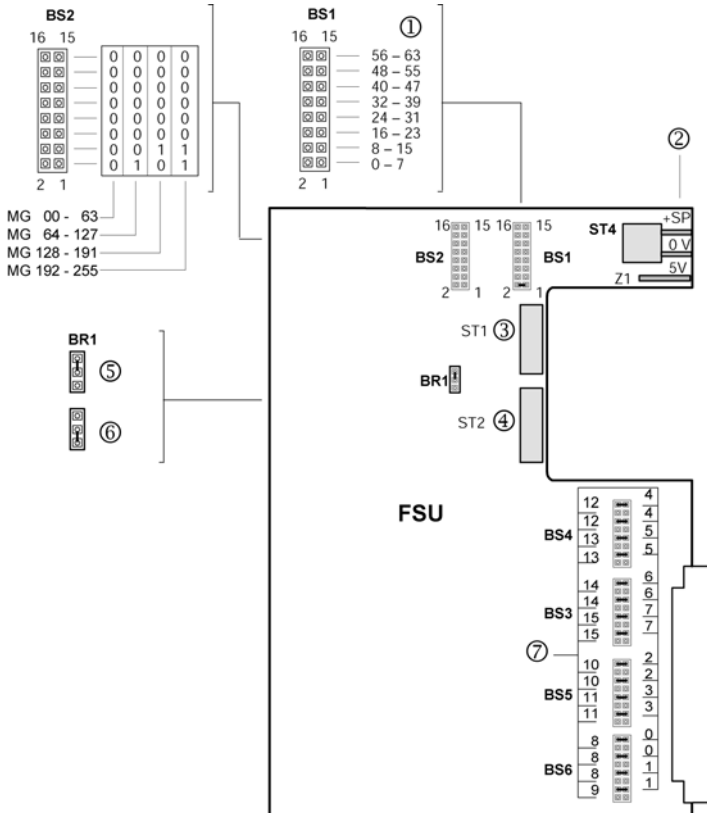 BS2
16 15
0 0 0 0
0 0 0 0
0 0 0 0
0 0 0 0
0 0 0 0
0 0 0 0
0 0 1 1
0 1 0 1
2 1
MG 00 - 63
MG 64 - 127
MG 128 - 191
MG 192 - 255
BS1
①
16 15
56 – 63
48 – 55
40 – 47
32 – 39
24 – 31
16 – 23
8 – 15
0 – 7
2 1
②
+SP
ST4
0 V
5V
Z1
16 15
BS2
2 1
16 15
BS1
2 1
ST1 ③
BR1
ST2 ④
BR1
⑤
⑥
FSU
BS4
12 4
12 4
13 5
13 5
BS3
14 6
14 6
15 7
15 7
⑦
BS5
10 2
10 2
11 3
11 3
BS6
8 0
8 0
8 1
9 1